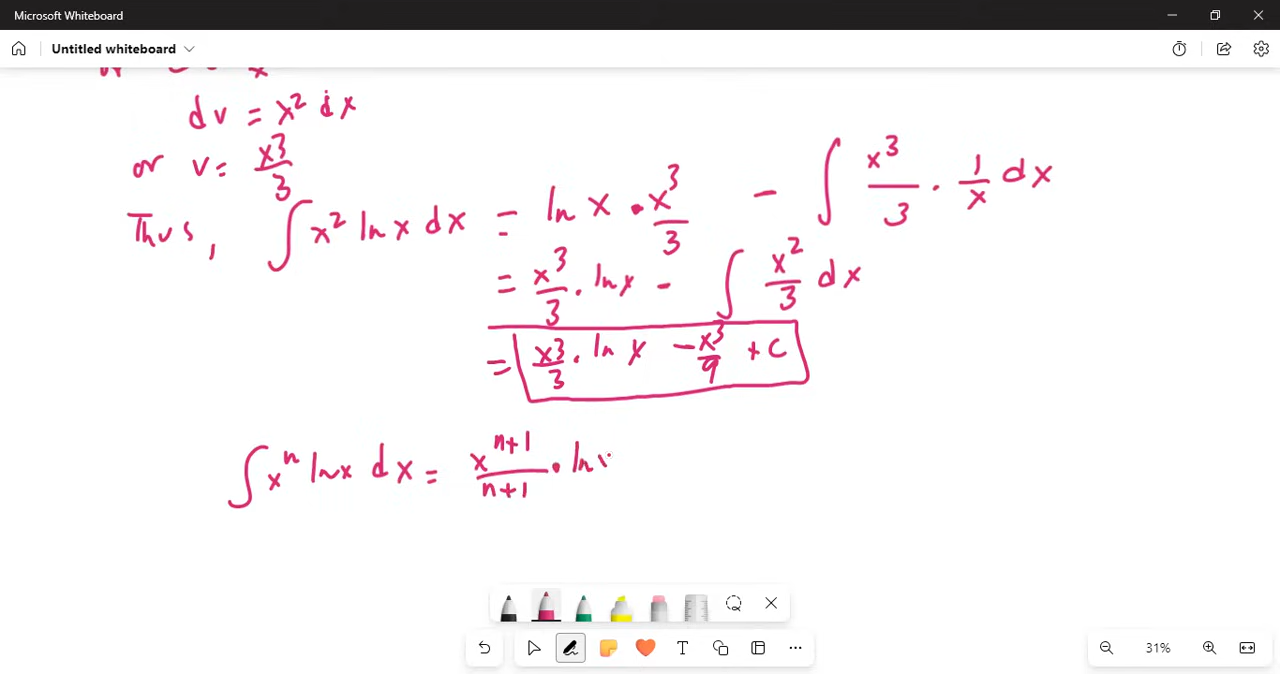 Microsoft Whiteboard
Untitled whiteboard
dv = x² dx
or v = x³/3
Thus, ∫ x² ln x dx = ln x · x³/3 - ∫ x³/3 · 1/x dx
= x³/3 · ln x - ∫ x²/3 dx
= x³/3 · ln x - x³/9 + C
∫ xⁿ ln x dx = xⁿ⁺¹/n+1 · ln
31%